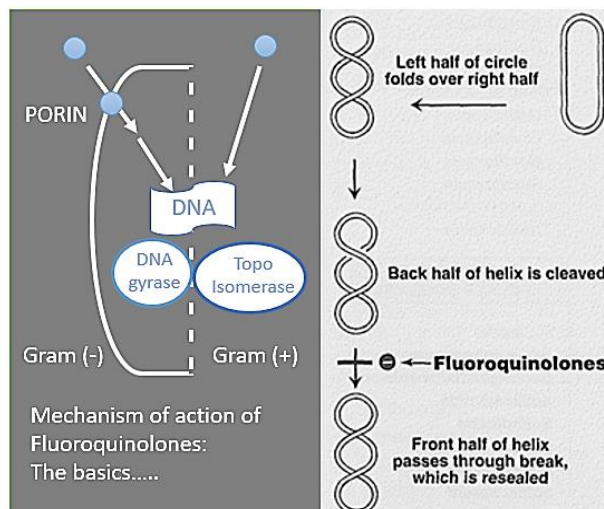 PORIN
DNA
DNA
gyrase
Topo
Isomerase
Gram (-)
Gram (+)
Mechanism of action of
Fluoroquinolones:
The basics.....
Left half of circle
folds over right half
Back half of helix is cleaved
⊖
Fluoroquinolones
Front half of helix
passes through break,
which is resealed